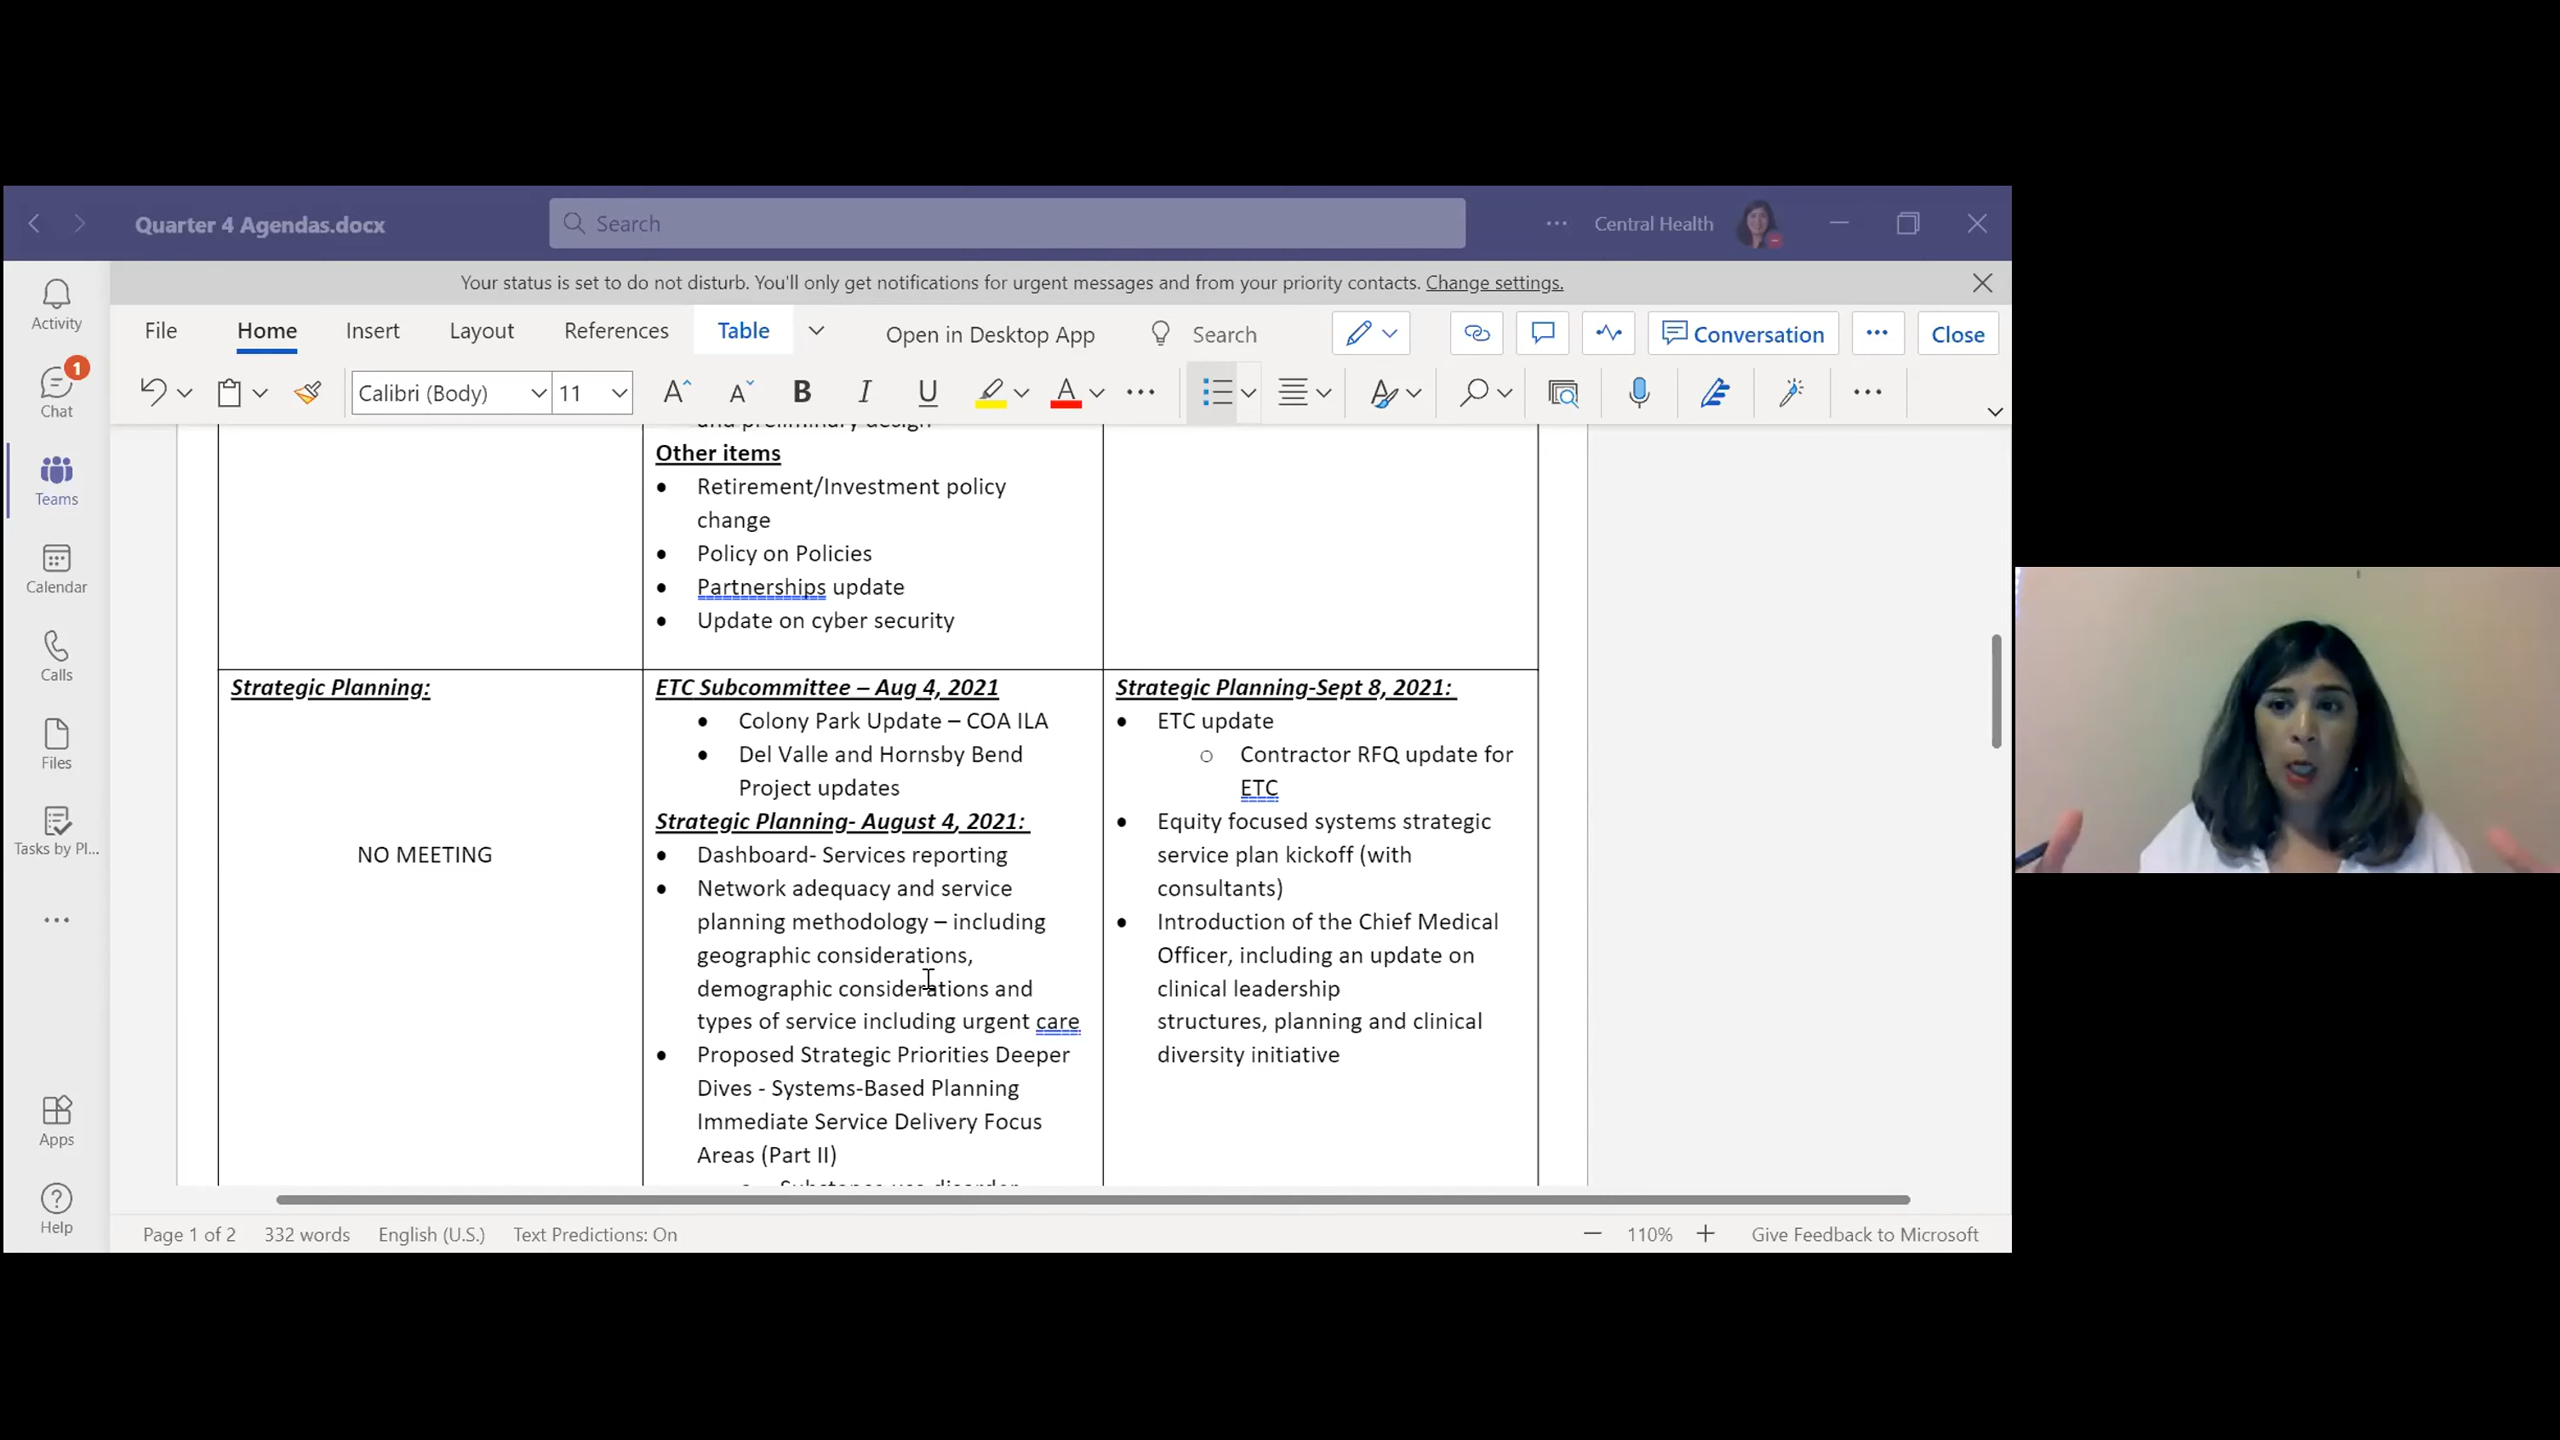 Quarter 4 Agendas.docx
Search
Central Health
Your status is set to do not disturb. You'll only get notifications for urgent messages and from your priority contacts. Change settings.
File
Home
Insert
Layout
References
Table
Open in Desktop App
Search
Conversation
Close
Calibri (Body)
11
Activity
1
Chat
Teams
Calendar
Calls
Files
Tasks by Pl...
Apps
Help
and preliminary design
Other items
Retirement/Investment policy
change
Policy on Policies
Partnerships update
Update on cyber security
Strategic Planning:
NO MEETING
ETC Subcommittee – Aug 4, 2021
Colony Park Update – COA ILA
Del Valle and Hornsby Bend
Project updates
Strategic Planning- August 4, 2021:
Dashboard- Services reporting
Network adequacy and service
planning methodology – including
geographic considerations,
demographic considerations and
types of service including urgent care
Proposed Strategic Priorities Deeper
Dives - Systems-Based Planning
Immediate Service Delivery Focus
Areas (Part II)
Substance use disorder
Strategic Planning-Sept 8, 2021:
ETC update
Contractor RFQ update for
ETC
Equity focused systems strategic
service plan kickoff (with
consultants)
Introduction of the Chief Medical
Officer, including an update on
clinical leadership
structures, planning and clinical
diversity initiative
Page 1 of 2
332 words
English (U.S.)
Text Predictions: On
110%
Give Feedback to Microsoft